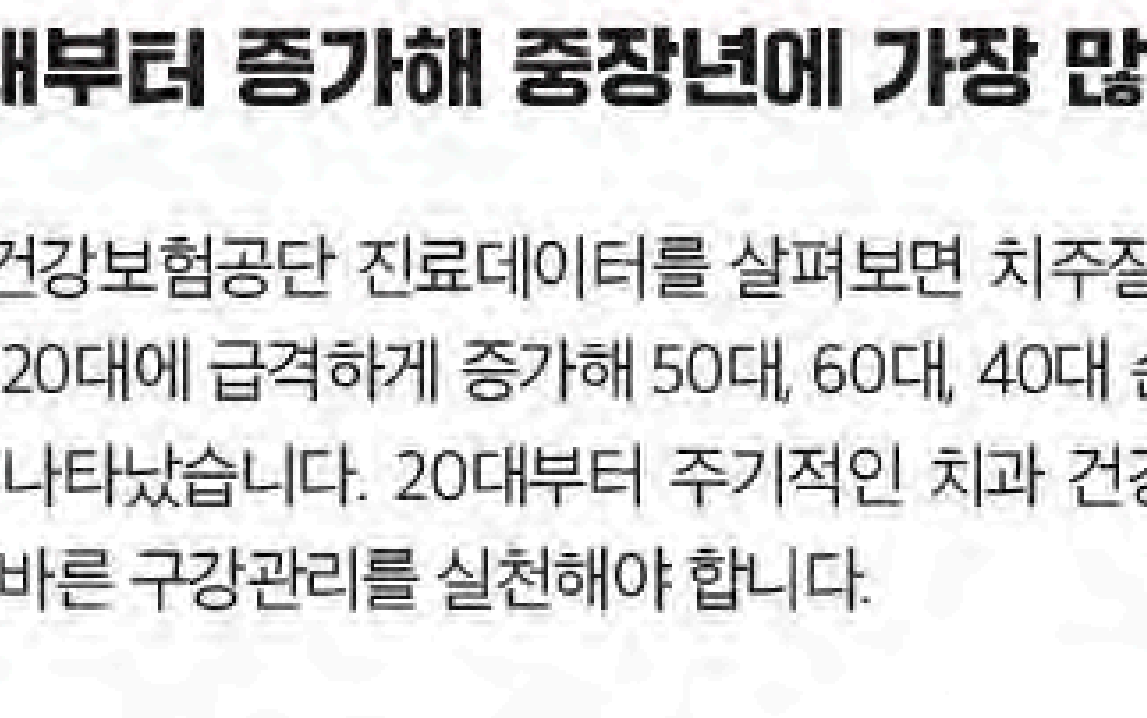 부터 증가해 중장년에 가장 많
건강보험공단 진료데이터를 살펴보면 치주질
20대에 급격하게 증가해 50대, 60대, 40대
나타났습니다. 20대부터 주기적인 치과 건강
바른 구강관리를 실천해야 합니다.